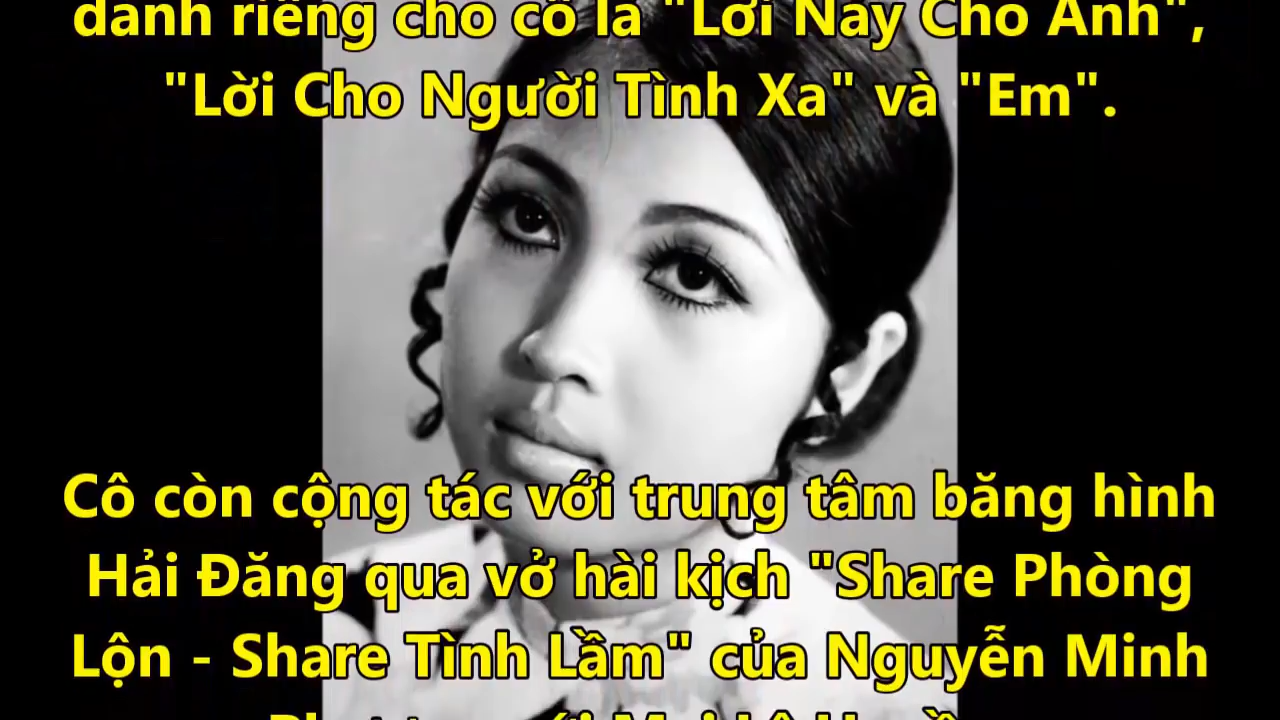 dành riêng cho cô là "Lời Này Cho Anh",
"Lời Cho Người Tình Xa" và "Em".
Cô còn cộng tác với trung tâm băng hình
Hải Đăng qua vở hài kịch "Share Phòng
Lộn - Share Tình Lầm" của Nguyễn Minh